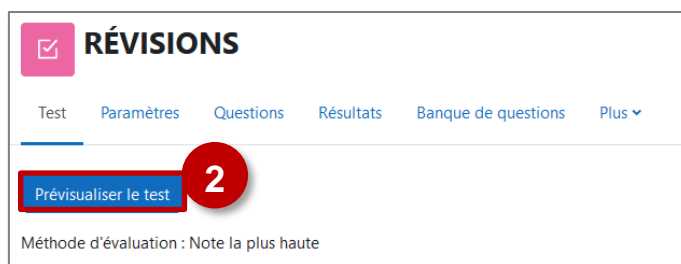 RÉVISIONS
Test Paramètres Questions Résultats Banque de questions Plus
Prévisualiser le test 2
Méthode d'évaluation : Note la plus haute